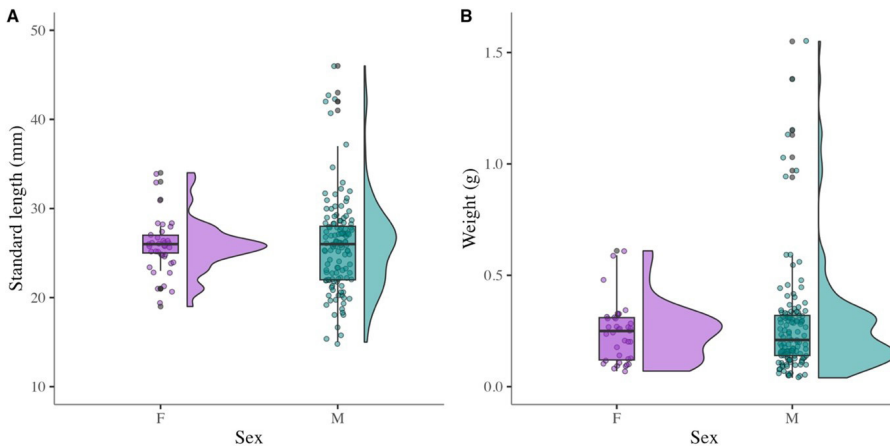 A
Standard length (mm)
50
40
30
20
10
F
M
Sex
B
Weight (g)
1.5
1.0
0.5
0.0
F
M
Sex